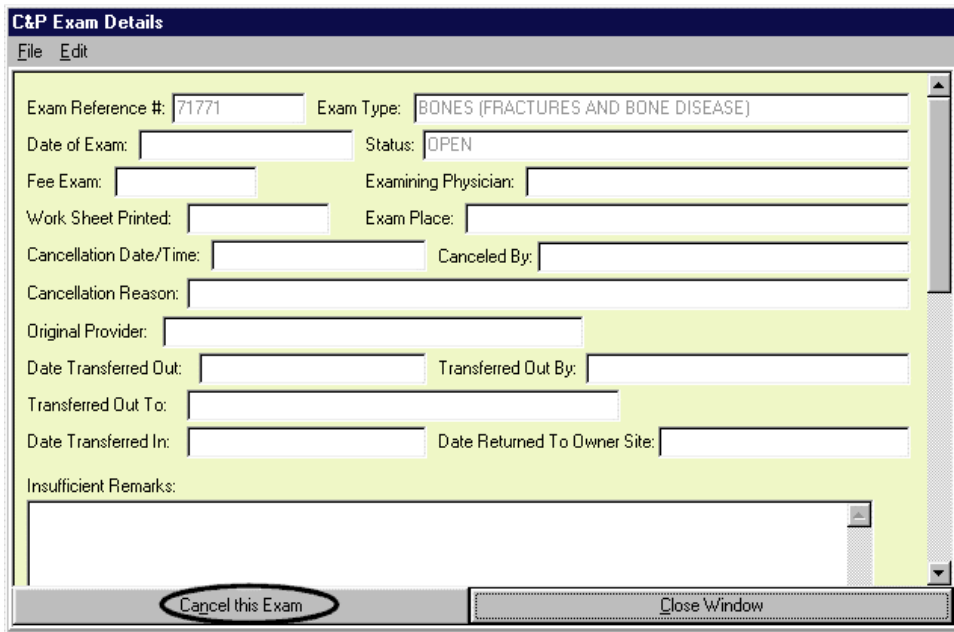 C&P Exam Details
File Edit
Exam Reference #: 71771 Exam Type: BONES (FRACTURES AND BONE DISEASE)
Date of Exam: Status: OPEN
Fee Exam: Examining Physician:
Work Sheet Printed: Exam Place:
Cancellation Date/Time: Canceled By:
Cancellation Reason:
Original Provider:
Date Transferred Out: Transferred Out By:
Transferred Out To:
Date Transferred In: Date Returned To Owner Site:
Insufficient Remarks:
Cancel this Exam Close Window